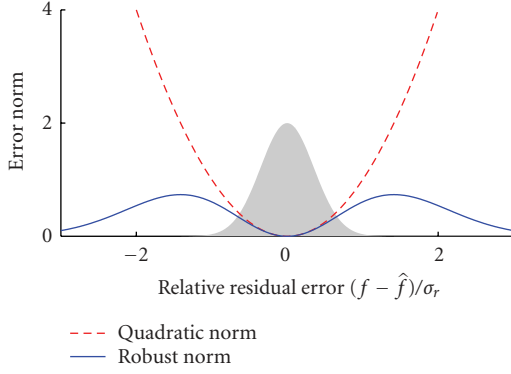 4
2
0
Error norm
−2
0
2
Relative residual error (f − f̂)/σr
Quadratic norm
Robust norm